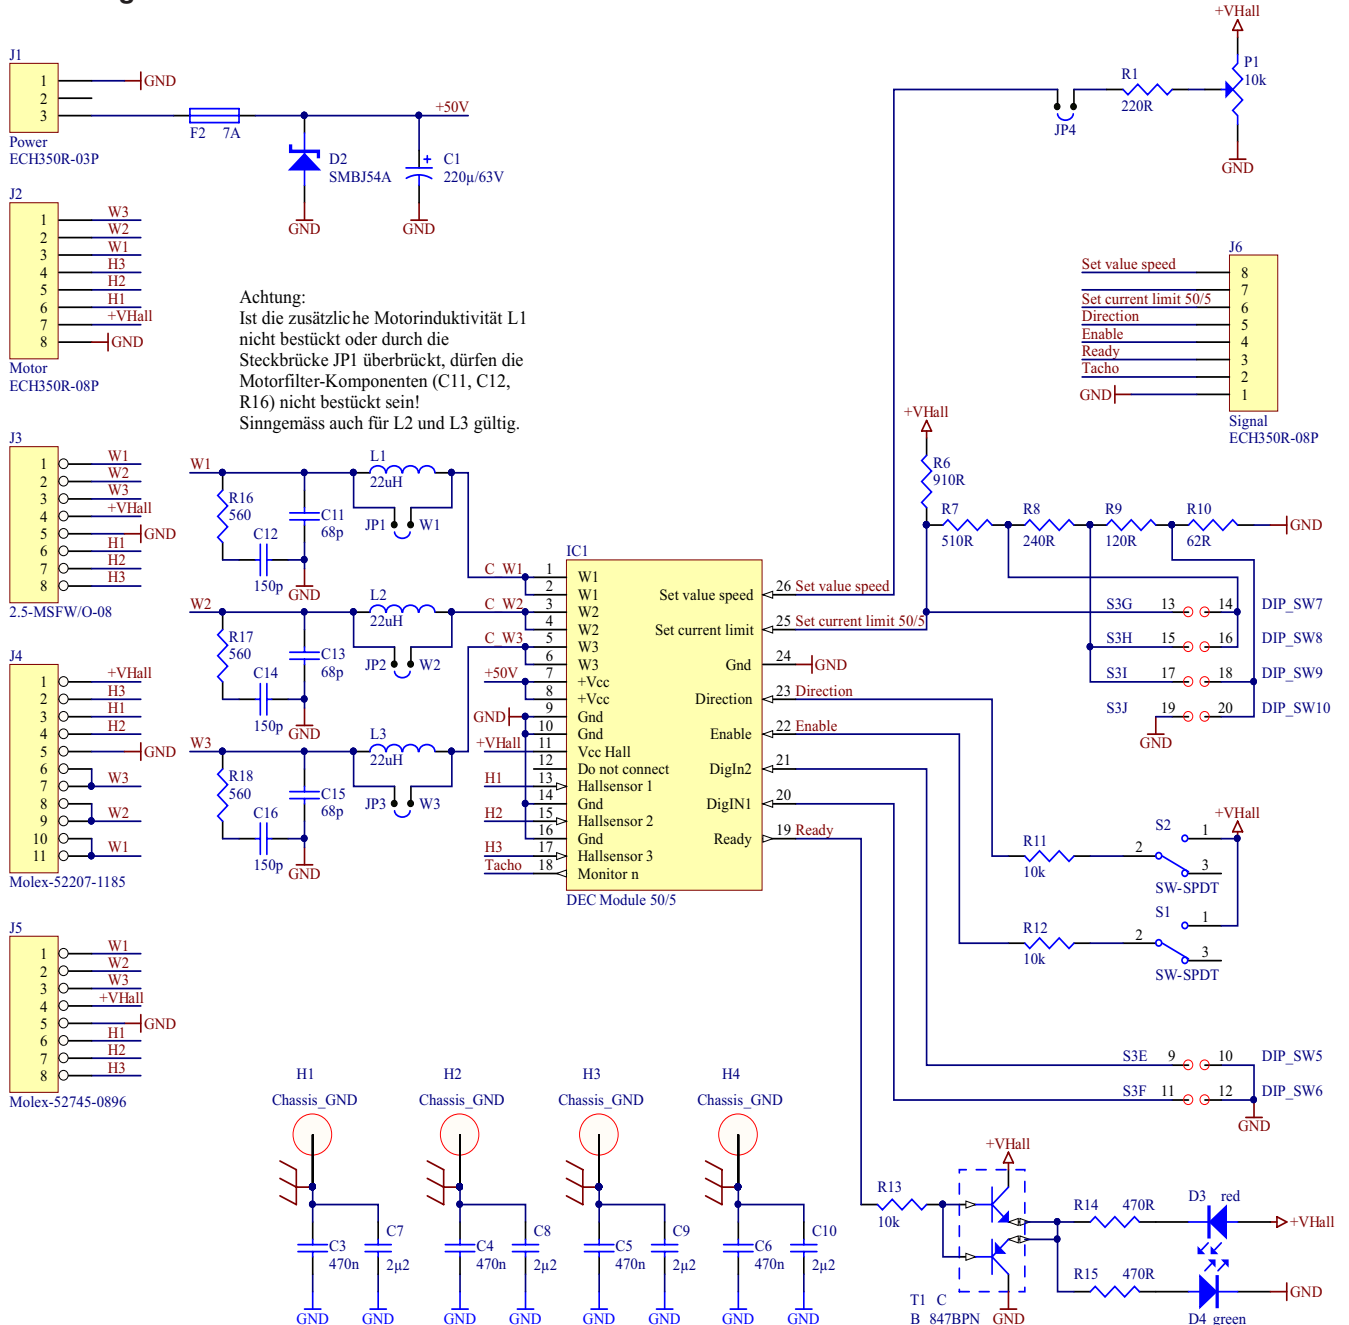 J1
1
GND
2
3
F2 7A
+50V
Power
ECH350R-03P
D2
SMBJ54A
C1
220µ/63V
GND
GND
+VHall
P1
10k
R1
220R
JP4
GND
J2
1 W3
2 W2
3 W1
4 H3
5 H2
6 H1
7 +VHall
8 GND
Motor
ECH350R-08P
Achtung:
Ist die zusätzliche Motorinduktivität L1
nicht bestückt oder durch die
Steckbrücke JP1 überbrückt, dürfen die
Motorfilter-Komponenten (C11, C12,
R16) nicht bestückt sein!
Sinngemäss auch für L2 und L3 gültig.
J6
Set value speed 8
7
Set current limit 50/5 6
Direction 5
Enable 4
Ready 3
Tacho 2
GND 1
Signal
ECH350R-08P
J3
1 W1
2 W2
3 W3
4 +VHall
5 GND
6 H1
7 H2
8 H3
2.5-MSFW/O-08
W1
R16
560
C12
150p
C11
68p
GND
L1
22uH
JP1 W1
W2
R17
560
C14
150p
C13
68p
GND
L2
22uH
JP2 W2
W3
R18
560
C16
150p
C15
68p
GND
L3
22uH
JP3 W3
J4
1 +VHall
2 H3
3 H1
4 H2
5 GND
6
7 W3
8
9 W2
10
11 W1
Molex-52207-1185
J5
1 W1
2 W2
3 W3
4 +VHall
5 GND
6 H1
7 H2
8 H3
Molex-52745-0896
IC1
C_W1 1 W1
2 W1
C_W2 3 W2
4 W2
C_W3 5 W3
6 W3
+50V 7 +Vcc
8 +Vcc
GND 9 Gnd
10 Gnd
+VHall 11 Vcc Hall
12 Do not connect
H1 13 Hallsensor 1
14 Gnd
H2 15 Hallsensor 2
16 Gnd
H3 17 Hallsensor 3
Tacho 18 Monitor n
Set value speed 26 Set value speed
Set current limit 25 Set current limit 50/5
Gnd 24 GND
Direction 23 Direction
Enable 22 Enable
DigIn2 21
DigIN1 20
Ready 19 Ready
DEC Module 50/5
+VHall
R6
910R
R7
510R
R8
240R
R9
120R
R10
62R
GND
S3G 13 14 DIP_SW7
S3H 15 16 DIP_SW8
S3I 17 18 DIP_SW9
S3J 19 20 DIP_SW10
GND
+VHall
S2
1
2
3
SW-SPDT
R11
10k
S1
1
2
3
SW-SPDT
R12
10k
S3E 9 10 DIP_SW5
S3F 11 12 DIP_SW6
GND
H1
Chassis_GND
C3
470n
C7
2µ2
GND GND
H2
Chassis_GND
C4
470n
C8
2µ2
GND GND
H3
Chassis_GND
C5
470n
C9
2µ2
GND GND
H4
Chassis_GND
C6
470n
C10
2µ2
GND GND
R13
10k
+VHall
T1 C
B 847BPN
GND
R14 470R
D3 red
+VHall
R15 470R
D4 green
GND